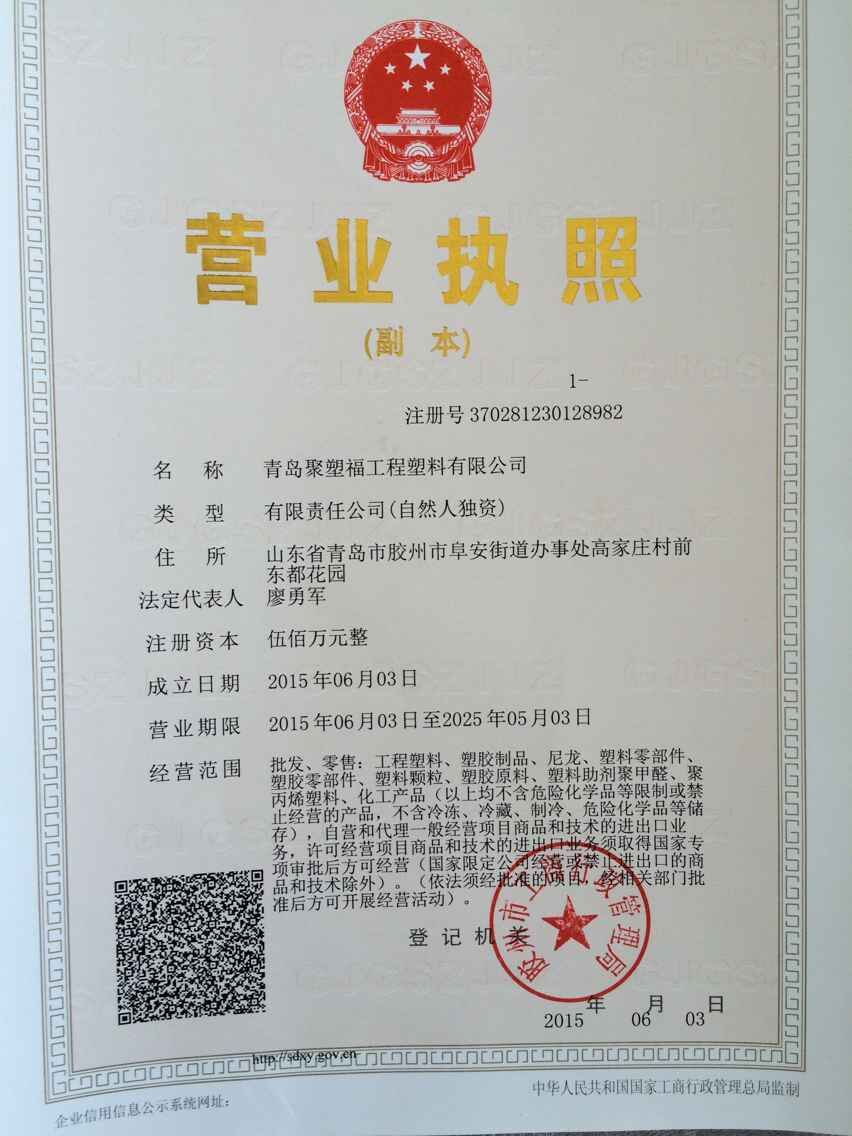 营业执照
(副 本)
1-
注册号 370281230128982
名 称 青岛聚塑福工程塑料有限公司
类 型 有限责任公司(自然人独资)
住 所 山东省青岛市胶州市阜安街道办事处高家庄村前
东都花园
法定代表人 廖勇军
注册资本 伍佰万元整
成立日期 2015年06月03日
营业期限 2015年06月03日至2025年05月03日
经营范围 批发、零售：工程塑料、塑胶制品、尼龙、塑料零部件、
塑胶零部件、塑料颗粒、塑胶原料、塑料助剂聚甲醛、聚
丙烯塑料、化工产品（以上均不含危险化学品等限制或禁
止经营的产品，不含冷冻、冷藏、制冷、危险化学品等储
存），自营和代理一般经营项目商品和技术的进出口业
务，许可经营项目商品和技术的进出口业务须取得国家专
项审批后方可经营（国家限定公司经营或禁止进出口的商
品和技术除外）。（依法须经批准的项目，经相关部门批
准后方可开展经营活动）。
登记机关
胶州市工商行政管理局
年 月 日
2015 06 03
http://sdxy.gov.cn
企业信用信息公示系统网址：
中华人民共和国国家工商行政管理总局监制